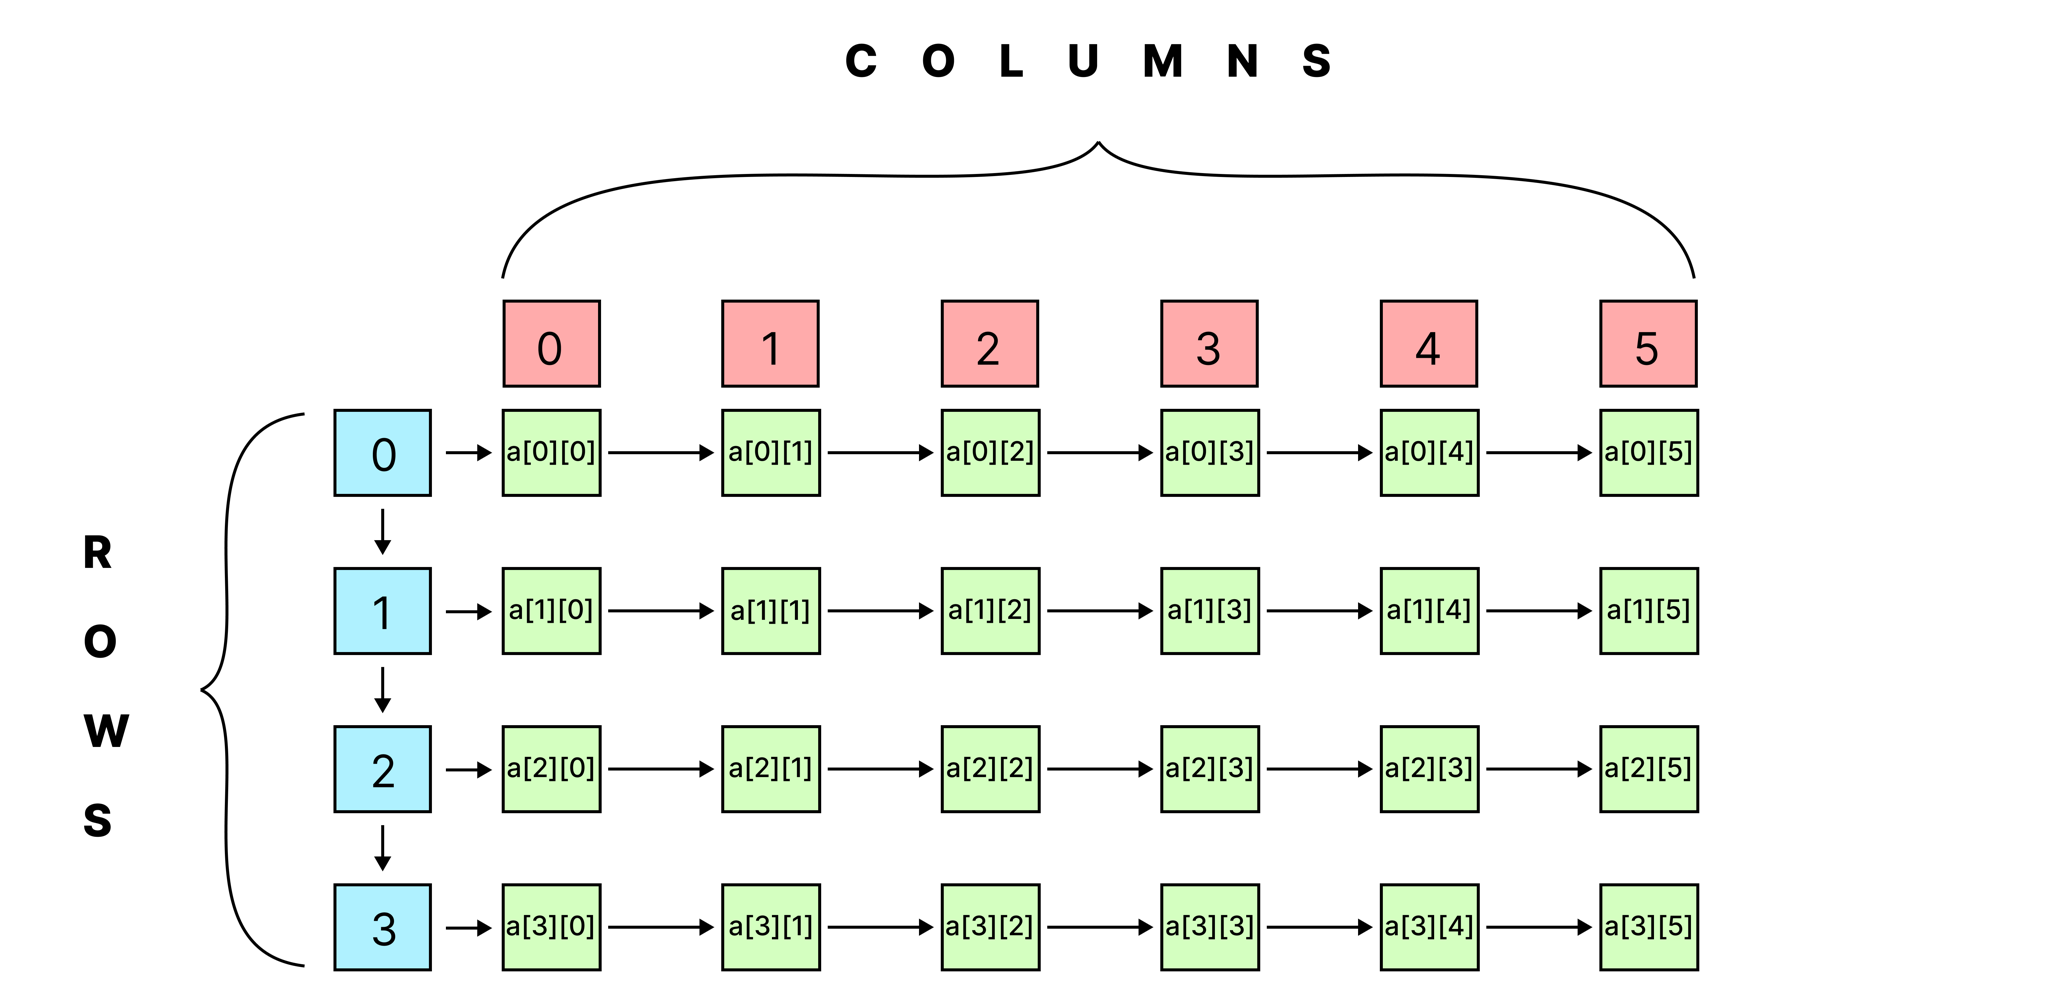 C O L U M N S
0 1 2 3 4 5
0 a[0][0] a[0][1] a[0][2] a[0][3] a[0][4] a[0][5]
1 a[1][0] a[1][1] a[1][2] a[1][3] a[1][4] a[1][5]
2 a[2][0] a[2][1] a[2][2] a[2][3] a[2][3] a[2][5]
3 a[3][0] a[3][1] a[3][2] a[3][3] a[3][4] a[3][5]
R
O
W
S